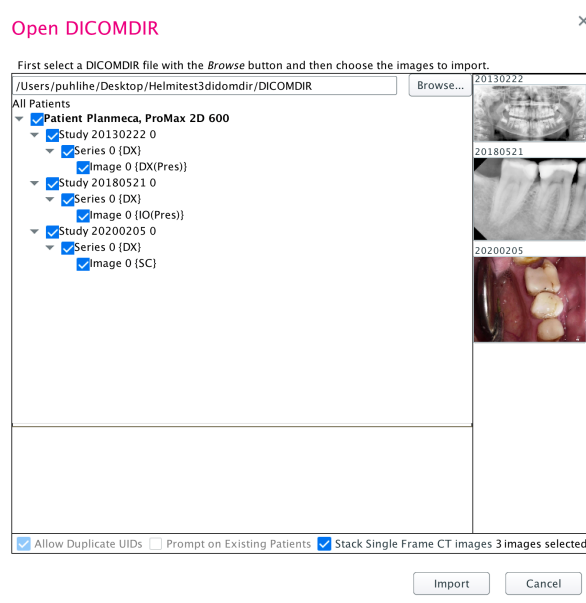 Open DICOMDIR
First select a DICOMDIR file with the Browse button and then choose the images to import.
/Users/puhlihe/Desktop/Helmitest3didomdir/DICOMDIR
Browse...
All Patients
Patient Planmeca, ProMax 2D 600
Study 20130222 0
Series 0 {DX}
Image 0 {DX(Pres)}
Study 20180521 0
Series 0 {DX}
Image 0 {IO(Pres)}
Study 20200205 0
Series 0 {DX}
Image 0 {SC}
20130222
20180521
20200205
Allow Duplicate UIDs Prompt on Existing Patients Stack Single Frame CT images 3 images selected
Import Cancel